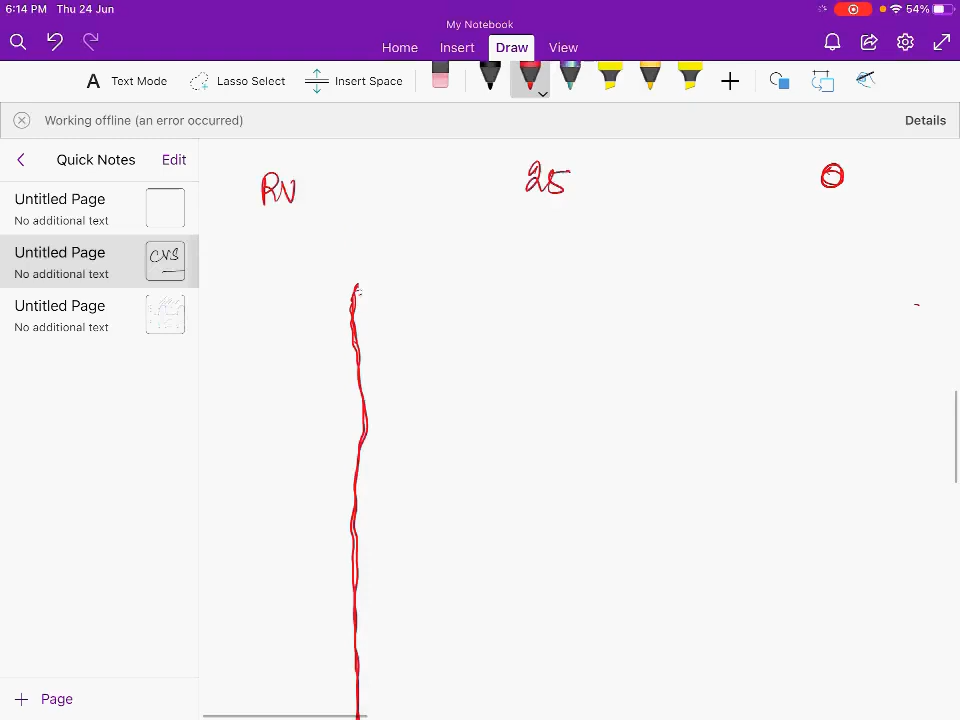 6:14 PM Thu 24 Jun 54%
My Notebook
Home Insert Draw View
A Text Mode Lasso Select Insert Space
Working offline (an error occurred) Details
Quick Notes Edit
Untitled Page
No additional text
Untitled Page
No additional text
CNS
Untitled Page
No additional text
Page
RV 25 0